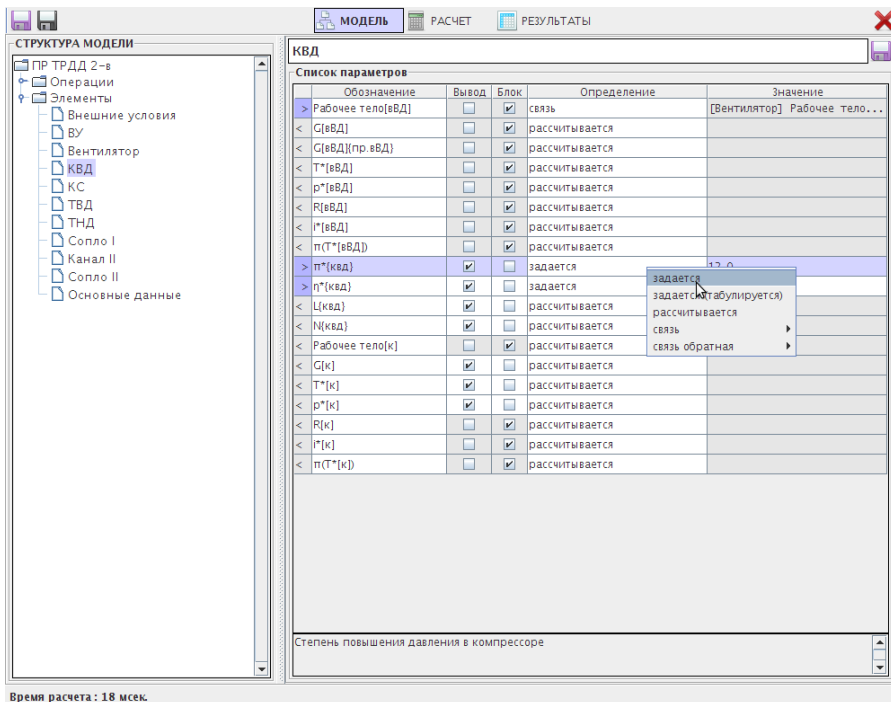 МОДЕЛЬ РАСЧЕТ РЕЗУЛЬТАТЫ
СТРУКТУРА МОДЕЛИ
ПР ТРДД 2-в
Операции
Элементы
Внешние условия
ВУ
Вентилятор
КВД
КС
ТВД
ТНД
Сопло I
Канал II
Сопло II
Основные данные
КВД
Список параметров
Обозначение Вывод Блок Определение Значение
> Рабочее тело[вВД] связь [Вентилятор] Рабочее тело...
< G[вВД] рассчитывается
< G[вВД]{пр.вВД} рассчитывается
< T*[вВД] рассчитывается
< p*[вВД] рассчитывается
< R[вВД] рассчитывается
< i*[вВД] рассчитывается
< π(T*[вВД]) рассчитывается
> π*{квд} задается 12.0
> η*{квд} задается
< L{квд} рассчитывается
< N{квд} рассчитывается
< Рабочее тело[к] рассчитывается
< G[к] рассчитывается
< T*[к] рассчитывается
< p*[к] рассчитывается
< R[к] рассчитывается
< i*[к] рассчитывается
< π(T*[к]) рассчитывается
задается
задается (табулируется)
рассчитывается
связь
связь обратная
Степень повышения давления в компрессоре
Время расчета : 18 мсек.